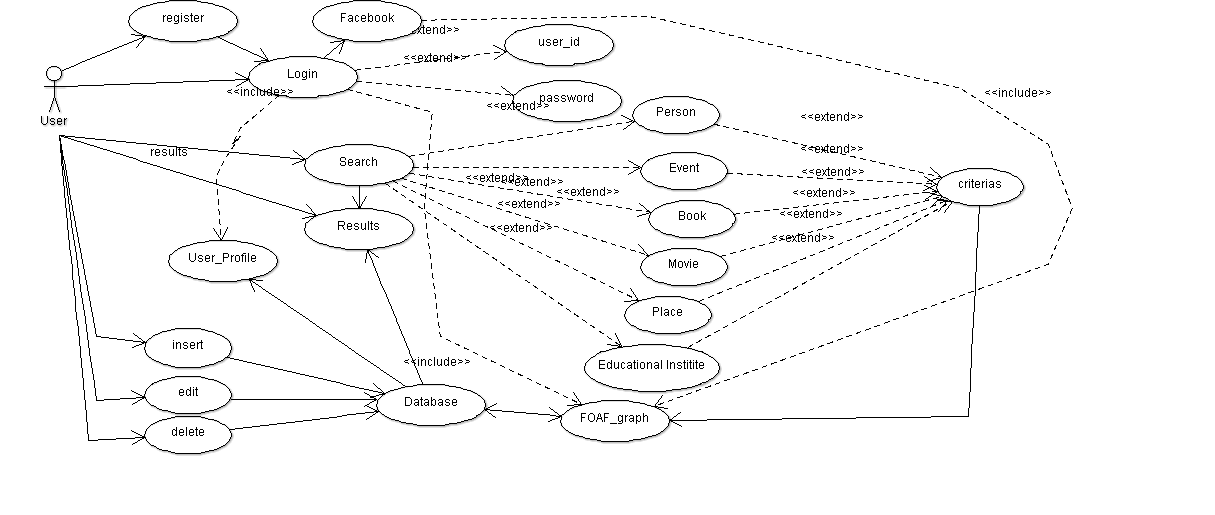 register
Facebook
<<extend>>
user_id
<<extend>>
Login
<<include>>
<<include>>
password
<<extend>>
User
Person
<<extend>>
results
Search
<<extend>>
Event
<<extend>>
criterias
<<extend>>
<<extend>>
<<extend>>
<<extend>>
<<extend>>
Book
<<extend>>
Results
<<extend>>
<<extend>>
User_Profile
Movie
Place
insert
<<include>>
Educational Institite
edit
Database
FOAF_graph
delete